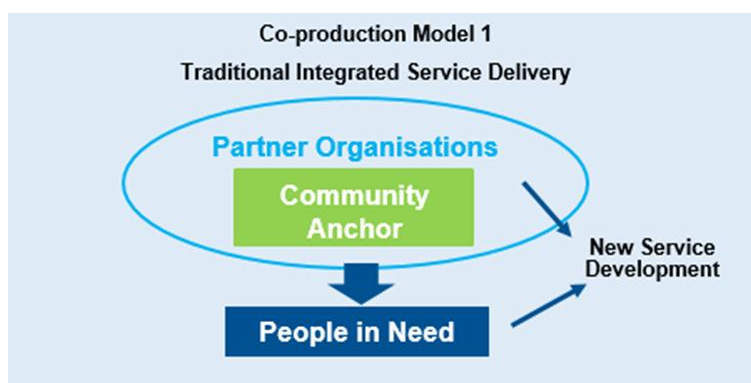 Co-production Model 1
Traditional Integrated Service Delivery
Partner Organisations
Community
Anchor
New Service
Development
People in Need